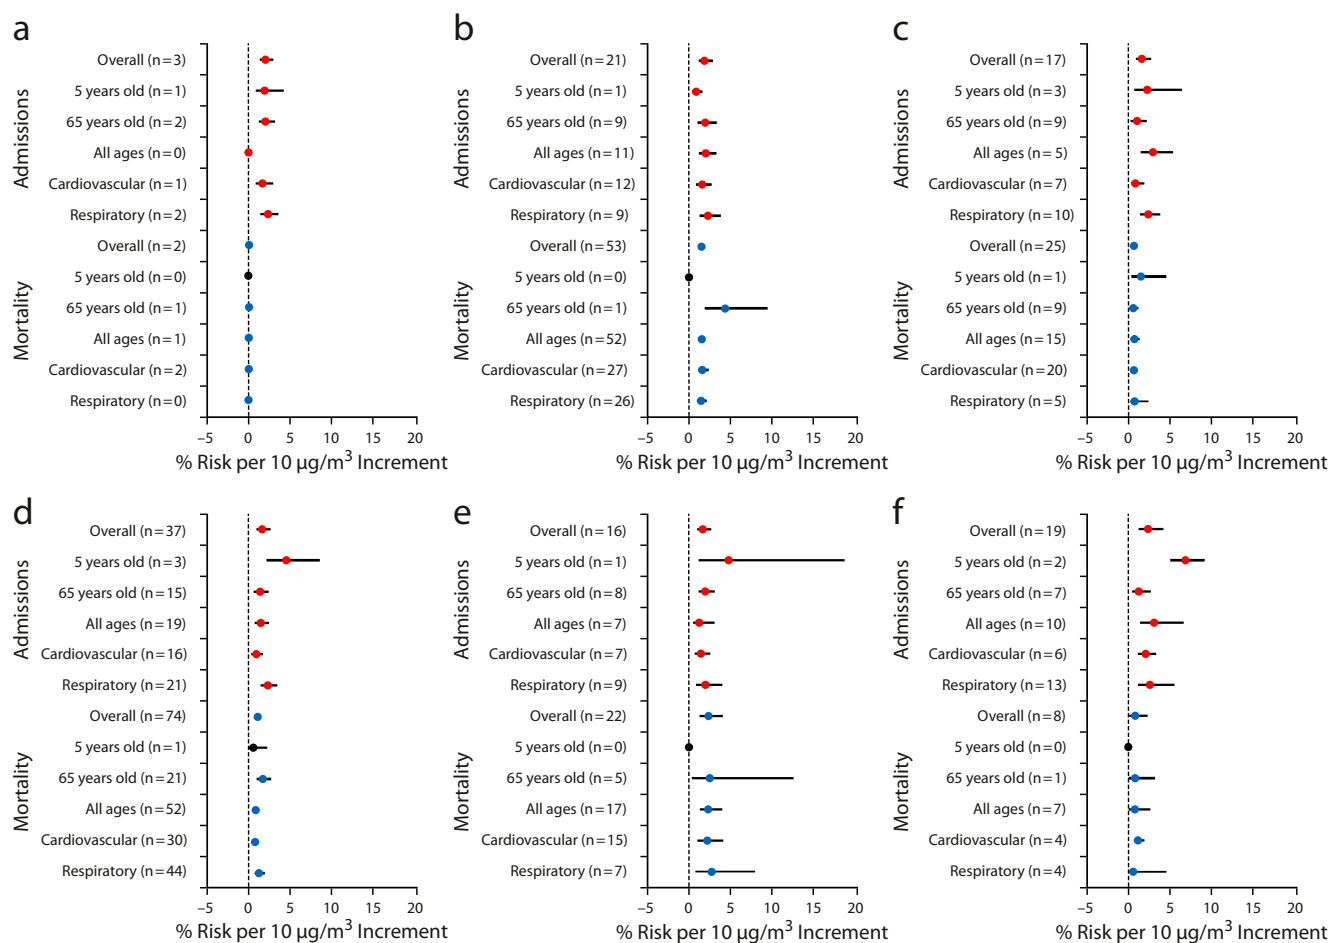 a
Admissions
Overall (n=3)
5 years old (n=1)
65 years old (n=2)
All ages (n=0)
Cardiovascular (n=1)
Respiratory (n=2)
Mortality
Overall (n=2)
5 years old (n=0)
65 years old (n=1)
All ages (n=1)
Cardiovascular (n=2)
Respiratory (n=0)
–5 0 5 10 15 20
% Risk per 10 µg/m³ Increment
b
Admissions
Overall (n=21)
5 years old (n=1)
65 years old (n=9)
All ages (n=11)
Cardiovascular (n=12)
Respiratory (n=9)
Mortality
Overall (n=53)
5 years old (n=0)
65 years old (n=1)
All ages (n=52)
Cardiovascular (n=27)
Respiratory (n=26)
–5 0 5 10 15 20
% Risk per 10 µg/m³ Increment
c
Admissions
Overall (n=17)
5 years old (n=3)
65 years old (n=9)
All ages (n=5)
Cardiovascular (n=7)
Respiratory (n=10)
Mortality
Overall (n=25)
5 years old (n=1)
65 years old (n=9)
All ages (n=15)
Cardiovascular (n=20)
Respiratory (n=5)
–5 0 5 10 15 20
% Risk per 10 µg/m³ Increment
d
Admissions
Overall (n=37)
5 years old (n=3)
65 years old (n=15)
All ages (n=19)
Cardiovascular (n=16)
Respiratory (n=21)
Mortality
Overall (n=74)
5 years old (n=1)
65 years old (n=21)
All ages (n=52)
Cardiovascular (n=30)
Respiratory (n=44)
–5 0 5 10 15 20
% Risk per 10 µg/m³ Increment
e
Admissions
Overall (n=16)
5 years old (n=1)
65 years old (n=8)
All ages (n=7)
Cardiovascular (n=7)
Respiratory (n=9)
Mortality
Overall (n=22)
5 years old (n=0)
65 years old (n=5)
All ages (n=17)
Cardiovascular (n=15)
Respiratory (n=7)
–5 0 5 10 15 20
% Risk per 10 µg/m³ Increment
f
Admissions
Overall (n=19)
5 years old (n=2)
65 years old (n=7)
All ages (n=10)
Cardiovascular (n=6)
Respiratory (n=13)
Mortality
Overall (n=8)
5 years old (n=0)
65 years old (n=1)
All ages (n=7)
Cardiovascular (n=4)
Respiratory (n=4)
–5 0 5 10 15 20
% Risk per 10 µg/m³ Increment